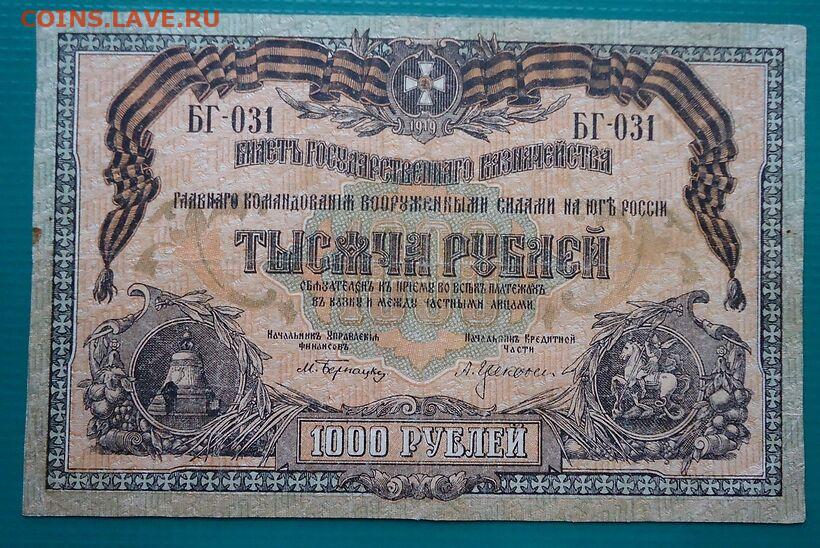 COINS.LAVE.RU
1919
БГ-031 БГ-031
БИЛЕТЪ ГОСУДАРСТВЕННАГО КАЗНАЧЕЙСТВА
ГЛАВНАГО КОМАНДОВАНІЯ ВООРУЖЕННЫМИ СИЛАМИ НА ЮГѢ РОССІИ
ТЫСЯЧА РУБЛЕЙ
ОБЯЗАТЕЛЕНЪ КЪ ПРІЕМУ ВО ВСѢХЪ ПЛАТЕЖАХЪ
ВЪ КАЗНУ И МЕЖДУ ЧАСТНЫМИ ЛИЦАМИ.
НАЧАЛЬНИКЪ УПРАВЛЕНІЯ НАЧАЛЬНИКЪ КРЕДИТНОЙ
ФИНАНСОВЪ ЧАСТИ
М. Бернацкій
1000 РУБЛЕЙ